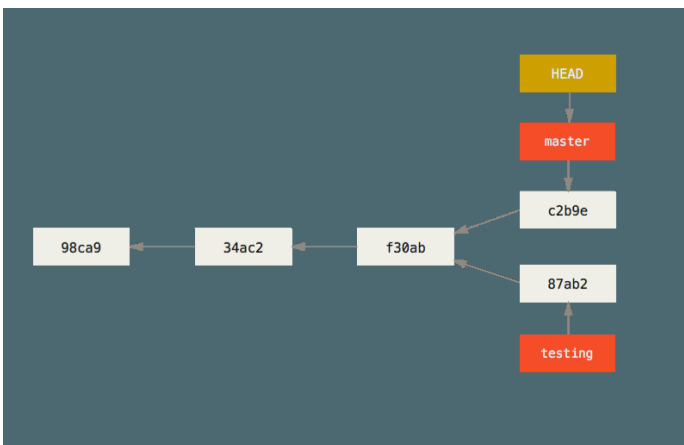 HEAD
master
c2b9e
98ca9
34ac2
f30ab
87ab2
testing